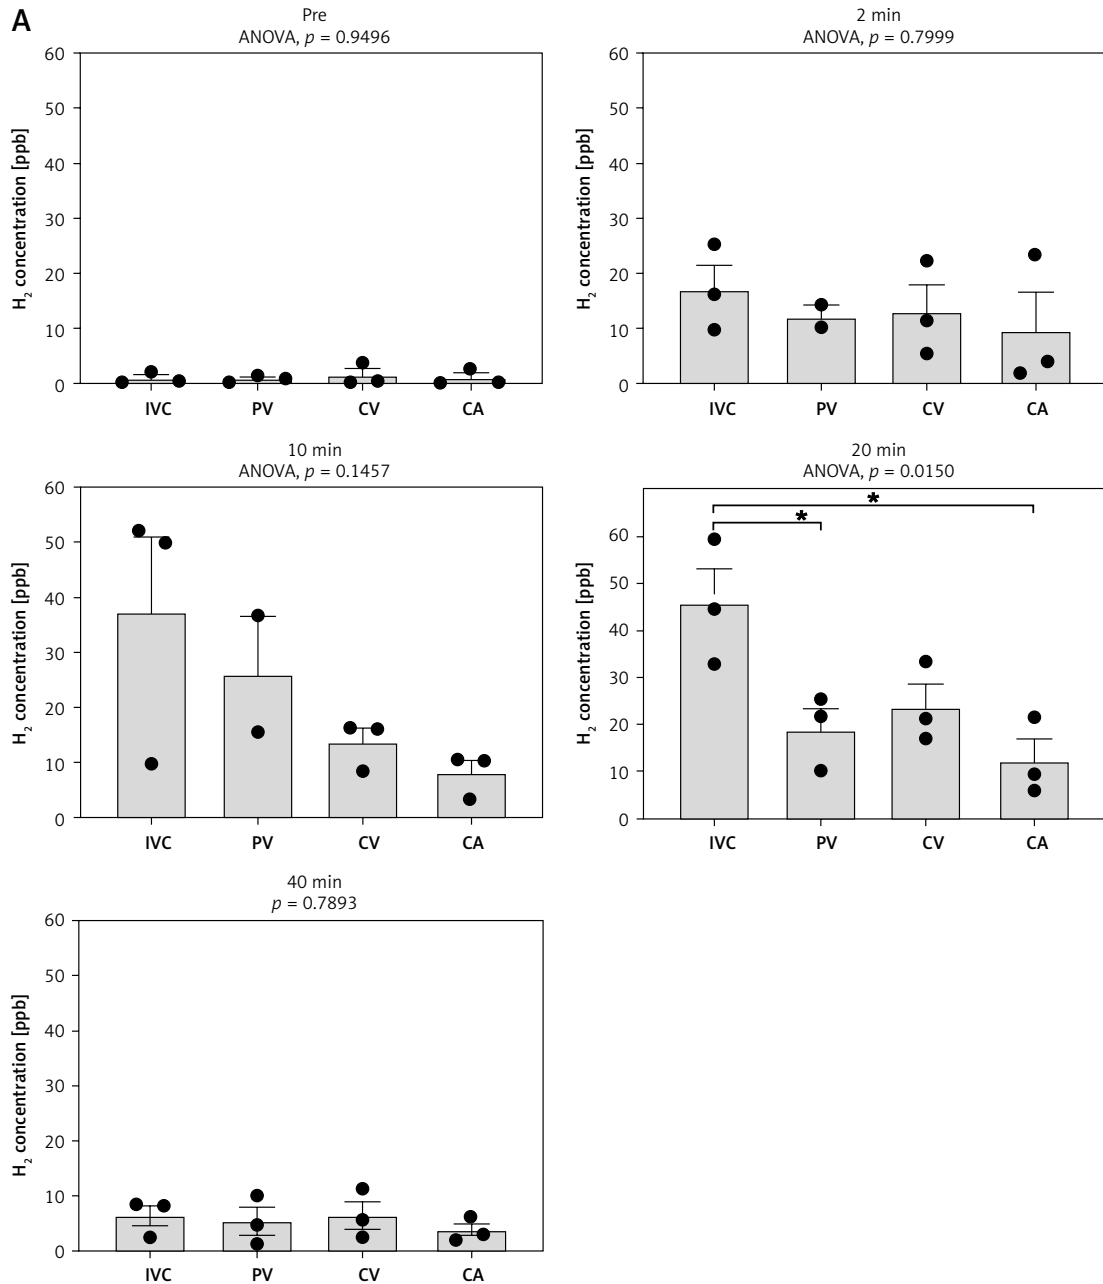 A
Pre
ANOVA, p = 0.9496
H2 concentration [ppb]
60
50
40
30
20
10
0
IVC PV CV CA
2 min
ANOVA, p = 0.7999
H2 concentration [ppb]
60
50
40
30
20
10
0
IVC PV CV CA
10 min
ANOVA, p = 0.1457
H2 concentration [ppb]
60
50
40
30
20
10
0
IVC PV CV CA
20 min
ANOVA, p = 0.0150
H2 concentration [ppb]
*
*
60
50
40
30
20
10
0
IVC PV CV CA
40 min
p = 0.7893
H2 concentration [ppb]
60
50
40
30
20
10
0
IVC PV CV CA